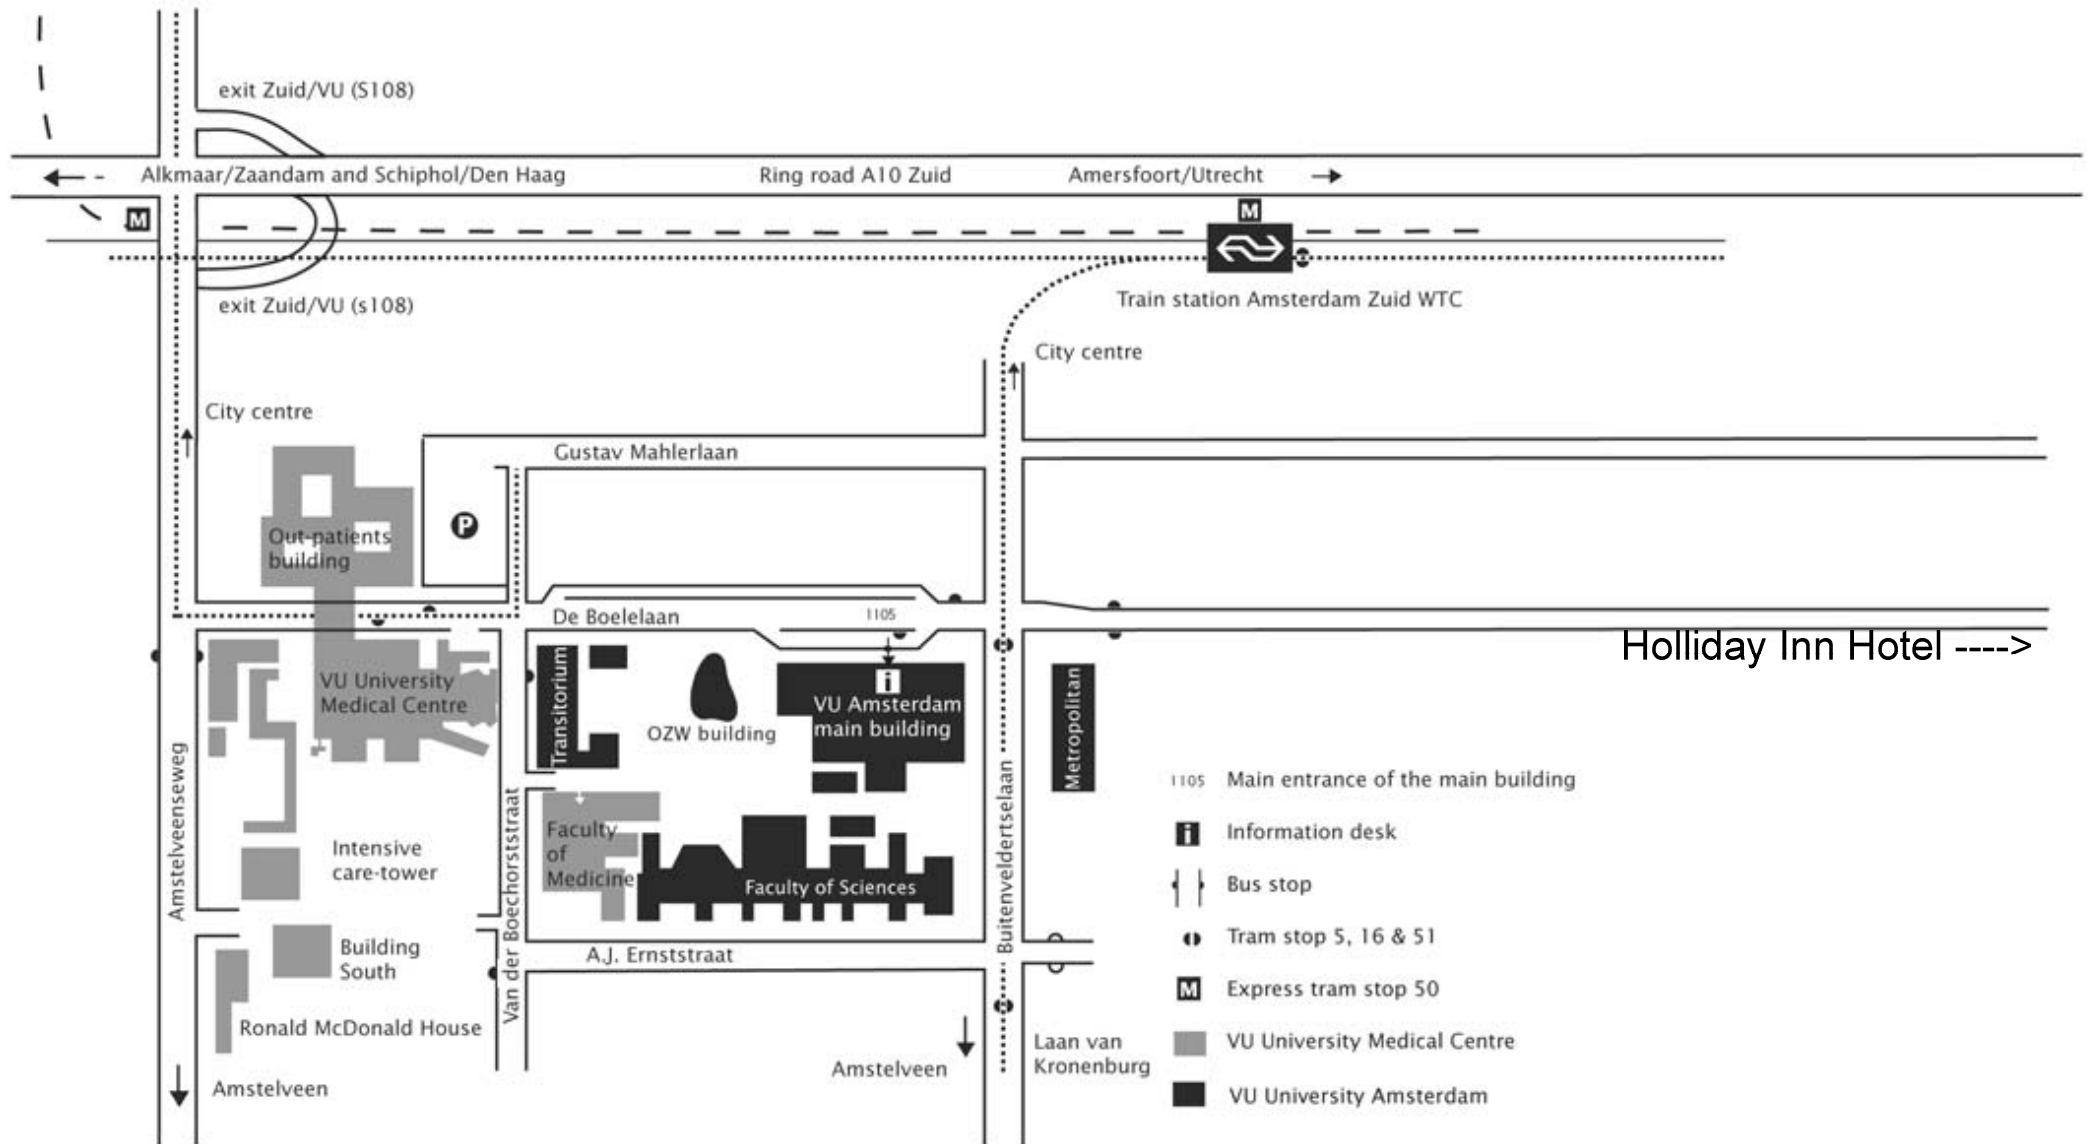 exit Zuid/VU (S108)
Alkmaar/Zaandam and Schiphol/Den Haag
Ring road A10 Zuid
Amersfoort/Utrecht
M
M
exit Zuid/VU (s108)
Train station Amsterdam Zuid WTC
City centre
City centre
Gustav Mahlerlaan
P
Out-patients
building
De Boelelaan
1105
Holliday Inn Hotel ---->
VU University
Medical Centre
Transitorium
OZW building
i
VU Amsterdam
main building
Metropolitan
Amstelveenseweg
Van der Boechorststraat
Buitenveldertselaan
Intensive
care-tower
Faculty
of
Medicine
Faculty of Sciences
Building
South
A.J. Ernststraat
Ronald McDonald House
Amstelveen
Amstelveen
Laan van
Kronenburg
1105 Main entrance of the main building
i Information desk
Bus stop
Tram stop 5, 16 & 51
M Express tram stop 50
VU University Medical Centre
VU University Amsterdam